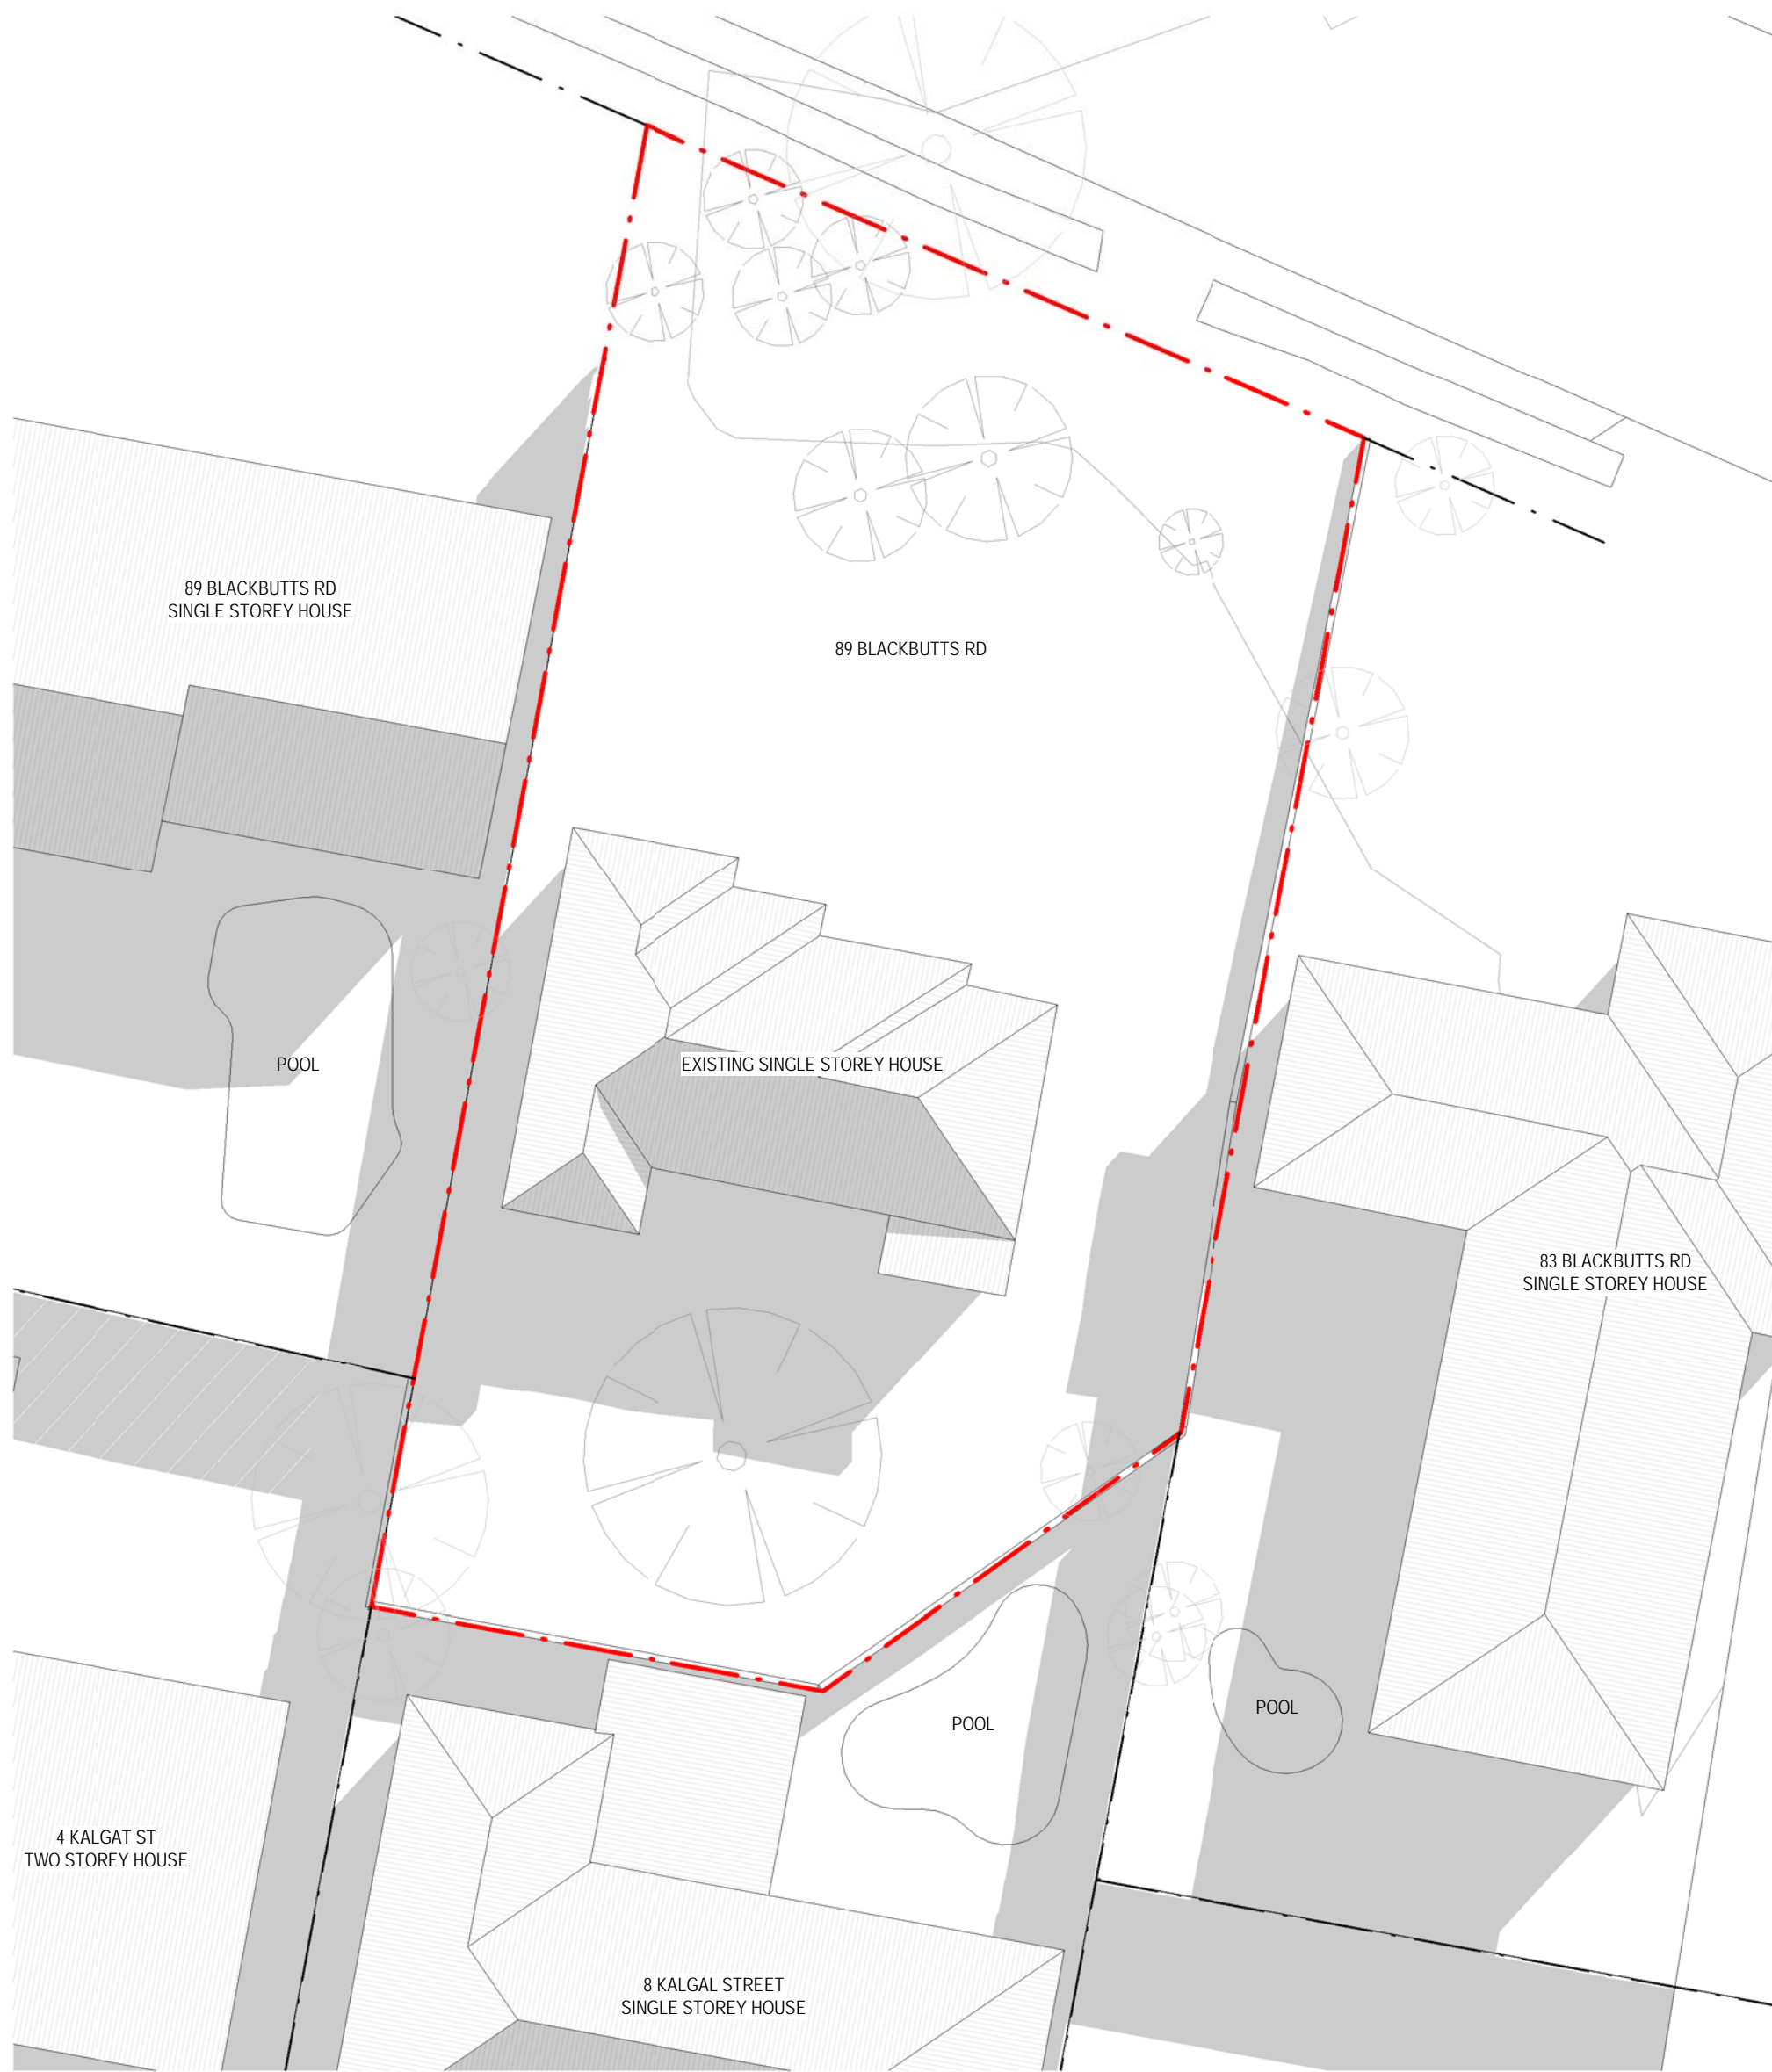 89 BLACKBUTTS RD
SINGLE STOREY HOUSE
89 BLACKBUTTS RD
POOL
EXISTING SINGLE STOREY HOUSE
83 BLACKBUTTS RD
SINGLE STOREY HOUSE
POOL
POOL
4 KALGAT ST
TWO STOREY HOUSE
8 KALGAL STREET
SINGLE STOREY HOUSE